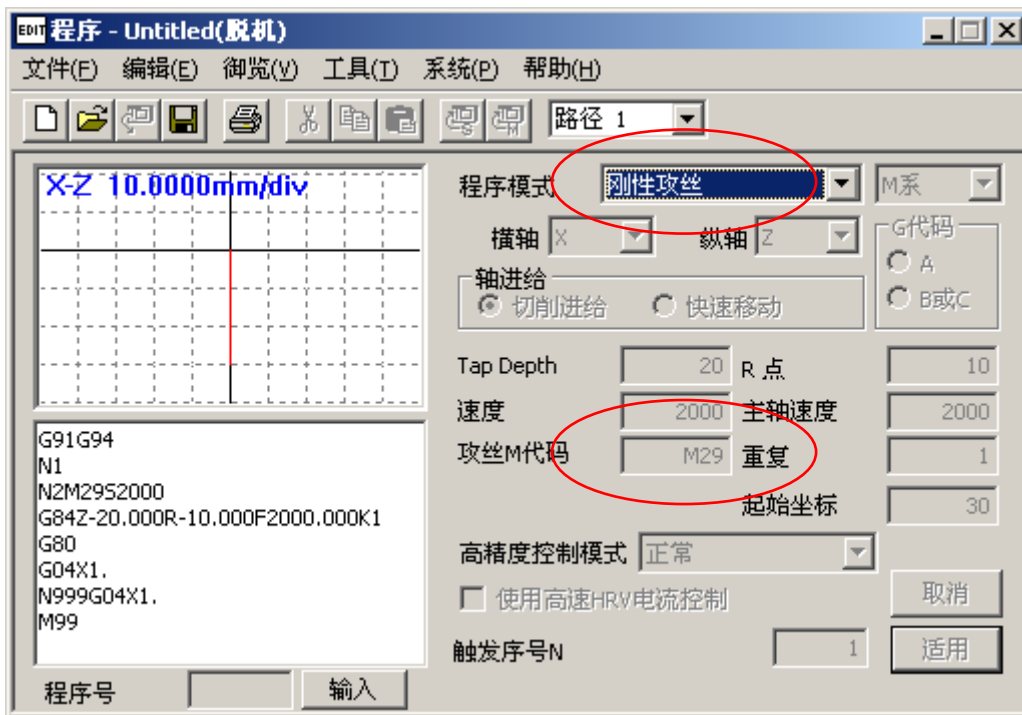 EDIT 程序 - Untitled(脱机)
文件(F) 编辑(E) 御览(V) 工具(T) 系统(P) 帮助(H)
S M 路径 1
X-Z 10.0000mm/div
程序模式 刚性攻丝 M系
横轴 X 纵轴 Z
G代码
A
B或C
轴进给
切削进给 快速移动
Tap Depth 20 R 点 10
速度 2000 主轴速度 2000
攻丝M代码 M29 重复 1
起始坐标 30
高精度控制模式 正常
使用高速HRV电流控制
取消
触发序号N 1 适用
G91G94
N1
N2M29S2000
G84Z-20.000R-10.000F2000.000K1
G80
G04X1.
N999G04X1.
M99
程序号 输入